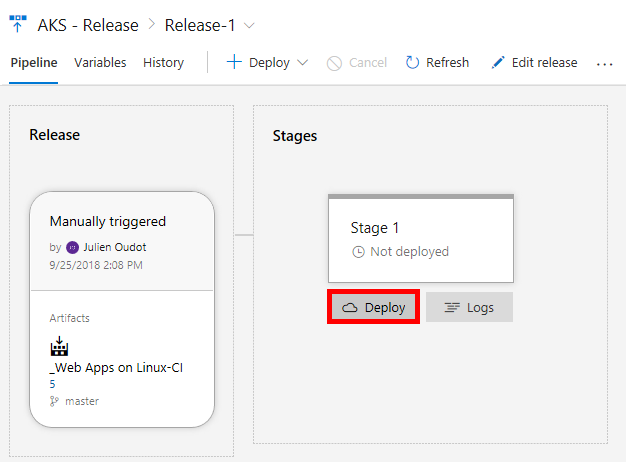 AKS - Release > Release-1
Pipeline Variables History + Deploy Cancel Refresh Edit release ...
Release
Stages
Manually triggered
by Julien Oudot
9/25/2018 2:08 PM
Artifacts
_Web Apps on Linux-CI
5
master
Stage 1
Not deployed
Deploy Logs